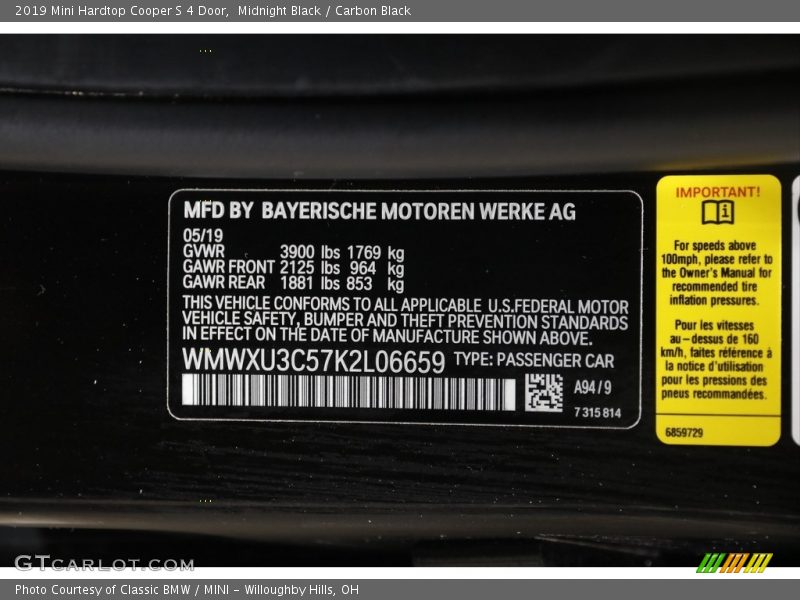 2019 Mini Hardtop Cooper S 4 Door,  Midnight Black / Carbon Black
MFD BY BAYERISCHE MOTOREN WERKE AG
05/19
GVWR 3900 lbs 1769 kg
GAWR FRONT 2125 lbs 964 kg
GAWR REAR 1881 lbs 853 kg
THIS VEHICLE CONFORMS TO ALL APPLICABLE U.S.FEDERAL MOTOR
VEHICLE SAFETY, BUMPER AND THEFT PREVENTION STANDARDS
IN EFFECT ON THE DATE OF MANUFACTURE SHOWN ABOVE.
WMWXU3C57K2L06659 TYPE: PASSENGER CAR
A94 / 9
7 315 814
IMPORTANT!
For speeds above
100mph, please refer to
the Owner's Manual for
recommended tire
inflation pressures.
Pour les vitesses
au-dessus de 160
km/h, faites référence à
la notice d'utilisation
pour les pressions des
pneus recommandées.
6859729
GTCARLOT.COM
Photo Courtesy of Classic BMW / MINI - Willoughby Hills, OH